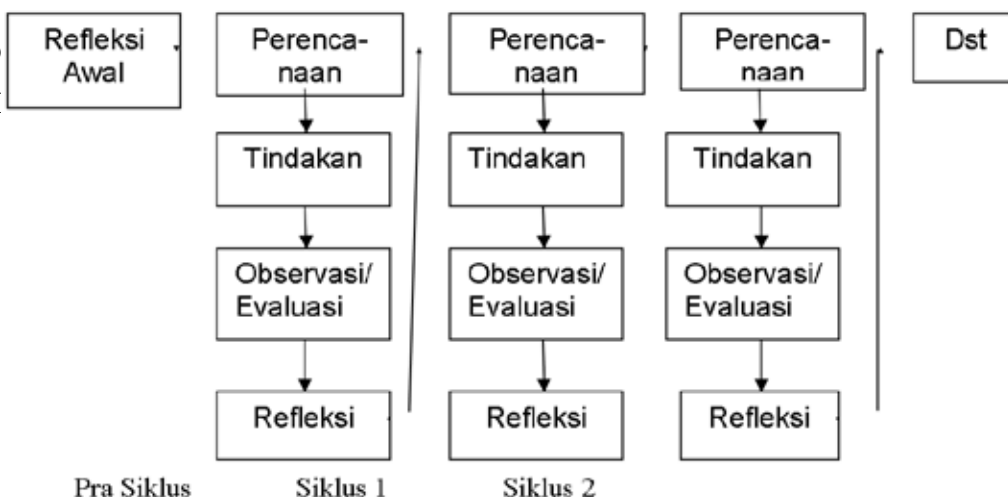 Refleksi
Awal
Perenca-
naan
Tindakan
Observasi/
Evaluasi
Refleksi
Perenca-
naan
Tindakan
Observasi/
Evaluasi
Refleksi
Perenca-
naan
Tindakan
Observasi/
Evaluasi
Refleksi
Dst
Pra Siklus
Siklus 1
Siklus 2